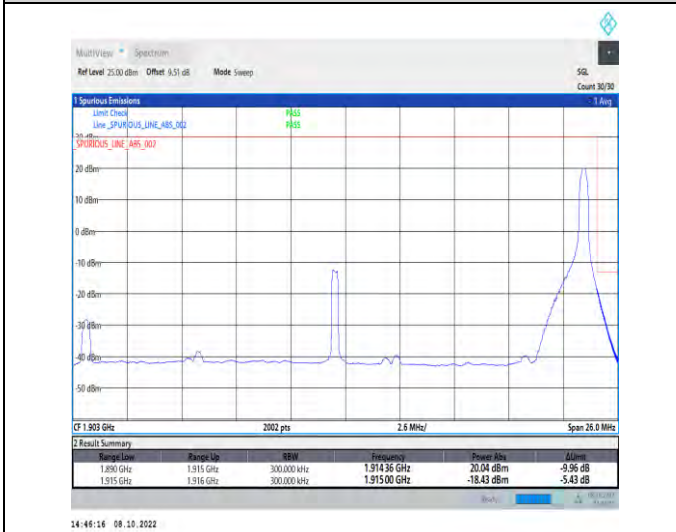 MultiView Spectrum
Ref Level 25.00 dBm Offset 9.51 dB Mode Sweep SGL
Count 30/30
1 Spurious Emissions 1 Avg
Limit Check PASS
Line _SPURIOUS_LINE_ABS_002 PASS
_SPURIOUS_LINE_ABS_002
20 dBm
10 dBm
0 dBm
-10 dBm
-20 dBm
-30 dBm
-40 dBm
-50 dBm
CF 1.903 GHz 2002 pts 2.6 MHz/ Span 26.0 MHz
2 Result Summary
Range Low Range Up RBW Frequency Power Abs ΔLimit
1.890 GHz 1.915 GHz 300.000 kHz 1.914 36 GHz 20.04 dBm -9.96 dB
1.915 GHz 1.916 GHz 300.000 kHz 1.915 00 GHz -18.43 dBm -5.43 dB
14:46:16 08.10.2022